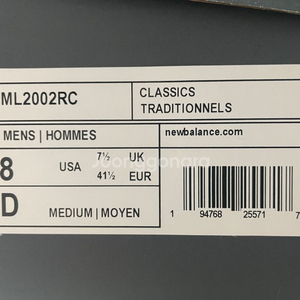 ML2002RC
CLASSICS
TRADITIONNELS
MENS | HOMMES
newbalance.com
8 USA
7½ UK
41½ EUR
D MEDIUM | MOYEN
1 94768 25571 7
Joongonara